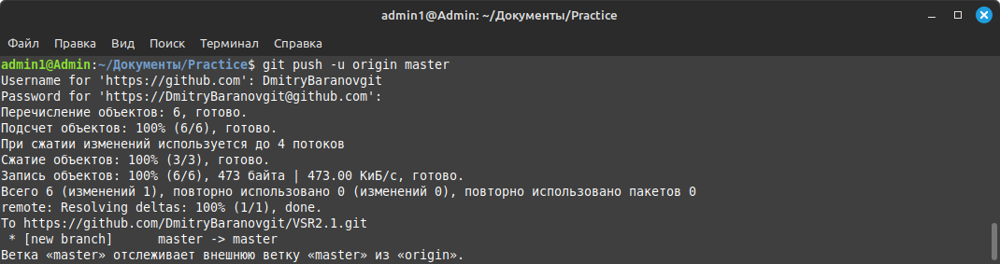 admin1@Admin: ~/Документы/Practice
Файл Правка Вид Поиск Терминал Справка
admin1@Admin:~/Документы/Practice$ git push -u origin master
Username for 'https://github.com': DmitryBaranovgit
Password for 'https://DmitryBaranovgit@github.com':
Перечисление объектов: 6, готово.
Подсчет объектов: 100% (6/6), готово.
При сжатии изменений используется до 4 потоков
Сжатие объектов: 100% (3/3), готово.
Запись объектов: 100% (6/6), 473 байта | 473.00 КиБ/с, готово.
Всего 6 (изменений 1), повторно использовано 0 (изменений 0), повторно использовано пакетов 0
remote: Resolving deltas: 100% (1/1), done.
To https://github.com/DmitryBaranovgit/VSR2.1.git
 * [new branch]      master -> master
Ветка «master» отслеживает внешнюю ветку «master» из «origin».